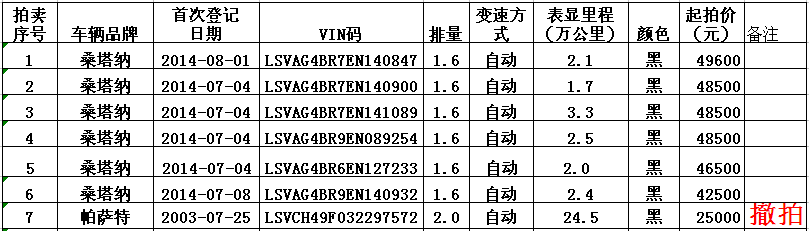 拍卖序号 车辆品牌 首次登记日期 VIN码 排量 变速方式 表显里程（万公里） 颜色 起拍价（元） 备注
1 桑塔纳 2014-08-01 LSVAG4BR7EN140847 1.6 自动 2.1 黑 49600
2 桑塔纳 2014-07-04 LSVAG4BR7EN140900 1.6 自动 1.7 黑 48500
3 桑塔纳 2014-07-04 LSVAG4BR7EN141089 1.6 自动 3.3 黑 48500
4 桑塔纳 2014-07-04 LSVAG4BR9EN089254 1.6 自动 2.5 黑 48500
5 桑塔纳 2014-07-04 LSVAG4BR6EN127233 1.6 自动 2.0 黑 46500
6 桑塔纳 2014-07-08 LSVAG4BR9EN140932 1.6 自动 2.4 黑 42500
7 帕萨特 2003-07-25 LSVCH49F032297572 2.0 自动 24.5 黑 25000 撤拍